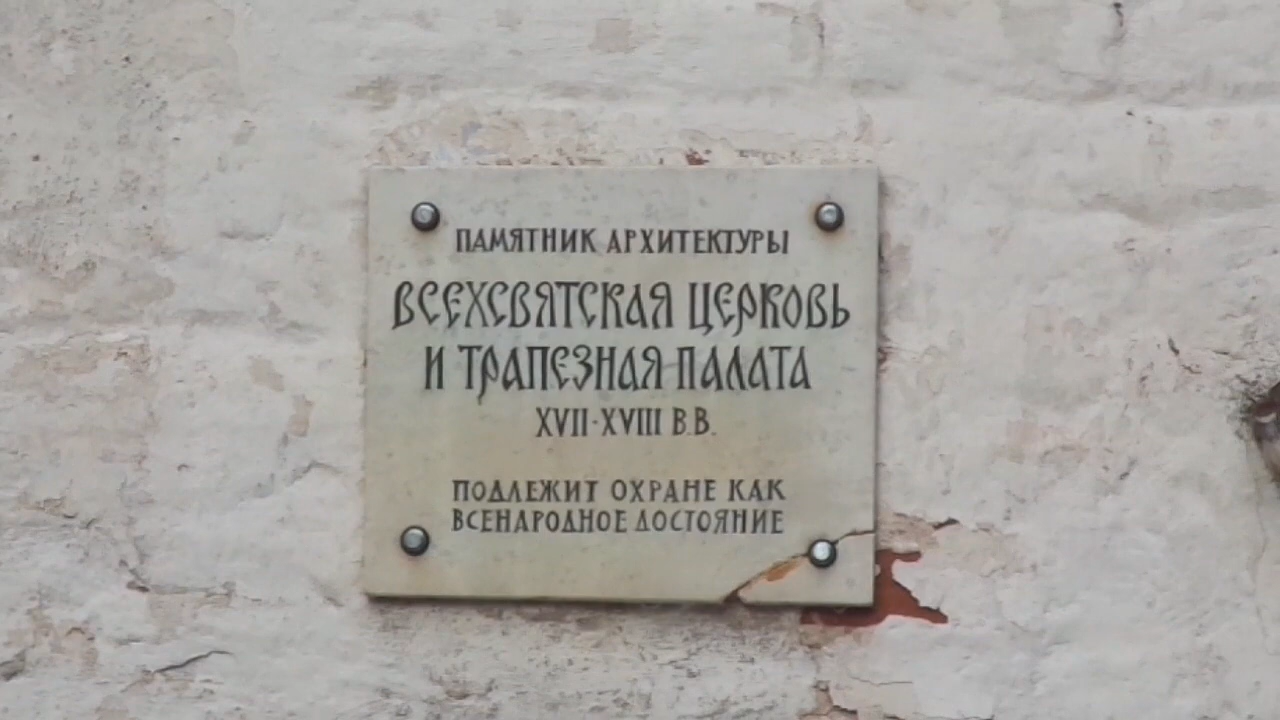 ПАМЯТНИК АРХИТЕКТУРЫ
ВСЕХСВЯТСКАЯ ЦЕРКОВЬ
И ТРАПЕЗНАЯ ПАЛАТА
XVII-XVIII В.В.
ПОДЛЕЖИТ ОХРАНЕ КАК
ВСЕНАРОДНОЕ ДОСТОЯНИЕ